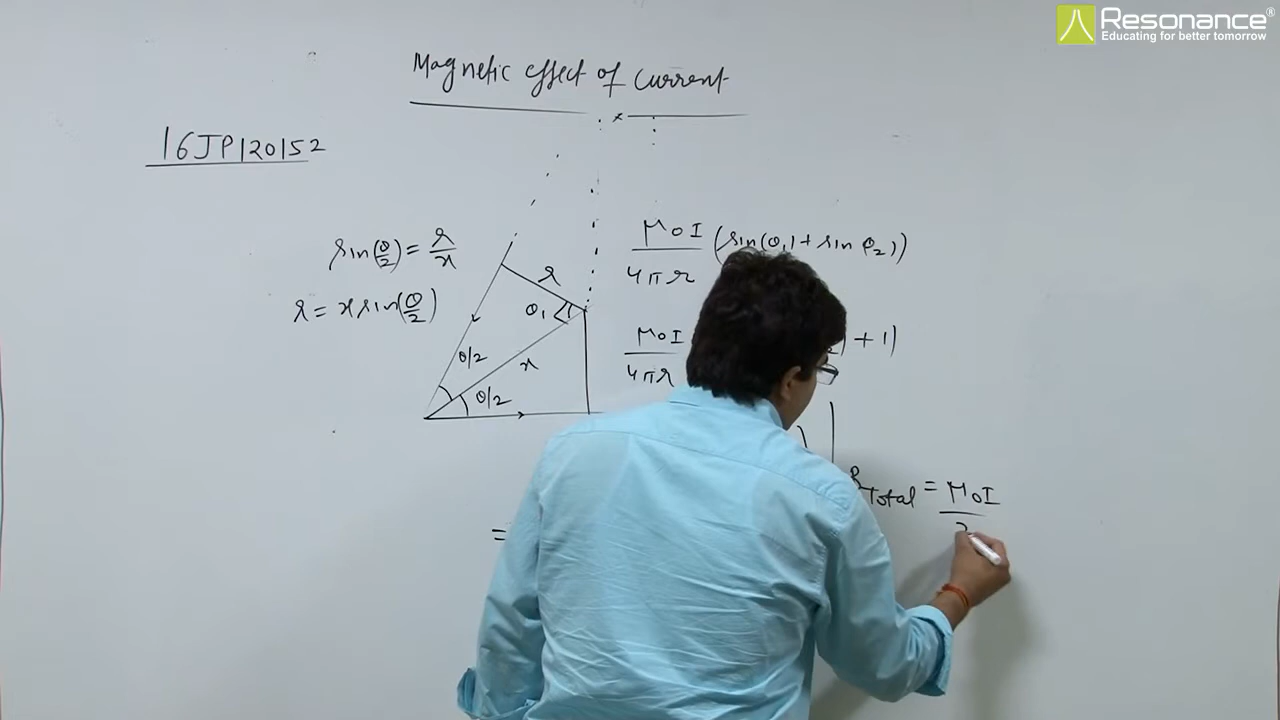 Resonance®
Educating for better tomorrow
Magnetic effect of Current
16JP120152
sin(θ/2) = r/x
r = x sin(θ/2)
r
θ1
θ/2
x
θ/2
μ0I/4πr (sin(θ1) + sin θ2)
μ0I/4πr
) + 1)
=
BTotal = μ0I